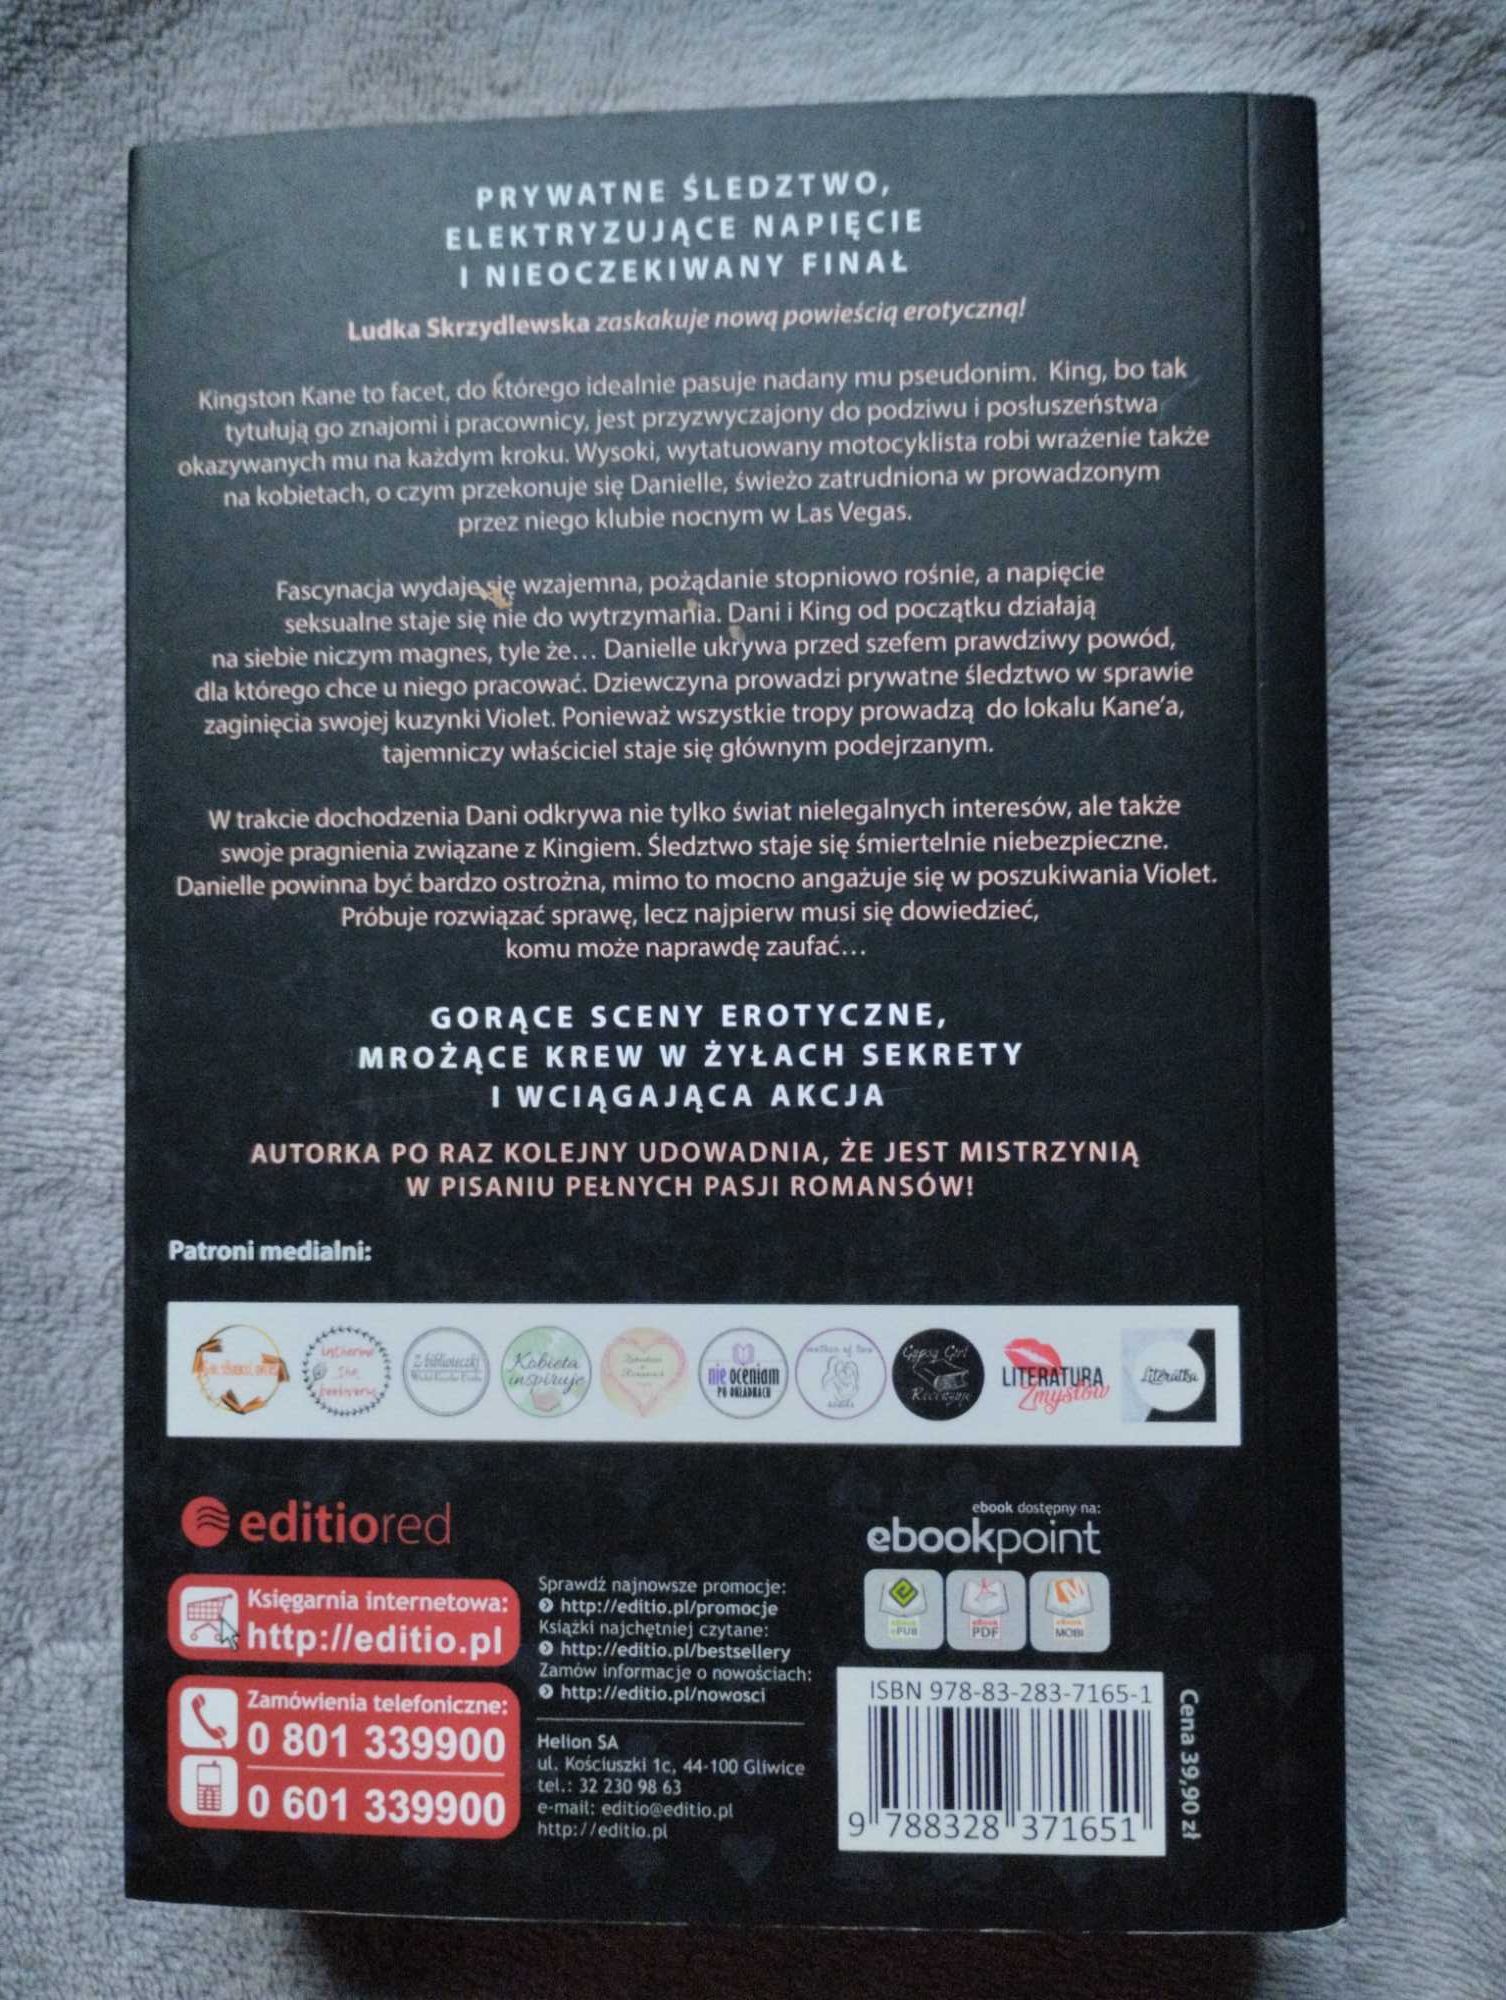 PRYWATNE ŚLEDZTWO,
ELEKTRYZUJĄCE NAPIĘCIE
I NIEOCZEKIWANY FINAŁ
Ludka Skrzydlewska zaskakuje nową powieścią erotyczną!
Kingston Kane to facet, do którego idealnie pasuje nadany mu pseudonim. King, bo tak
tytułują go znajomi i pracownicy, jest przyzwyczajony do podziwu i posłuszeństwa
okazywanych mu na każdym kroku. Wysoki, wytatuowany motocyklista robi wrażenie także
na kobietach, o czym przekonuje się Danielle, świeżo zatrudniona w prowadzonym
przez niego klubie nocnym w Las Vegas.
Fascynacja wydaje się wzajemna, pożądanie stopniowo rośnie, a napięcie
seksualne staje się nie do wytrzymania. Dani i King od początku działają
na siebie niczym magnes, tyle że... Danielle ukrywa przed szefem prawdziwy powód,
dla którego chce u niego pracować. Dziewczyna prowadzi prywatne śledztwo w sprawie
zaginięcia swojej kuzynki Violet. Ponieważ wszystkie tropy prowadzą do lokalu Kane'a,
tajemniczy właściciel staje się głównym podejrzanym.
W trakcie dochodzenia Dani odkrywa nie tylko świat nielegalnych interesów, ale także
swoje pragnienia związane z Kingiem. Śledztwo staje się śmiertelnie niebezpieczne.
Danielle powinna być bardzo ostrożna, mimo to mocno angażuje się w poszukiwania Violet.
Próbuje rozwiązać sprawę, lecz najpierw musi się dowiedzieć,
komu może naprawdę zaufać...
GORĄCE SCENY EROTYCZNE,
MROŻĄCE KREW W ŻYŁACH SEKRETY
I WCIĄGAJĄCA AKCJA
AUTORKA PO RAZ KOLEJNY UDOWADNIA, ŻE JEST MISTRZYNIĄ
W PISANIU PEŁNYCH PASJI ROMANSÓW!
Patroni medialni:
Z biblioteczki
Kobieta
inspiruje
nie oceniam
PO OKŁADKACH
mother of two
Gypsy Girl
Recenzuje
LITERATURA
Zmysłów
Literatka
editiored
Księgarnia internetowa:
http://editio.pl
Zamówienia telefoniczne:
0 801 339900
0 601 339900
Sprawdź najnowsze promocje:
http://editio.pl/promocje
Książki najchętniej czytane:
http://editio.pl/bestsellery
Zamów informacje o nowościach:
http://editio.pl/nowosci
Helion SA
ul. Kościuszki 1c, 44-100 Gliwice
tel.: 32 230 98 63
e-mail: editio@editio.pl
http://editio.pl
ebook dostępny na:
ebookpoint
eBook
ePUB
eBook
PDF
eBook
MOBI
ISBN 978-83-283-7165-1
9 788328 371651
Cena 39,90 zł